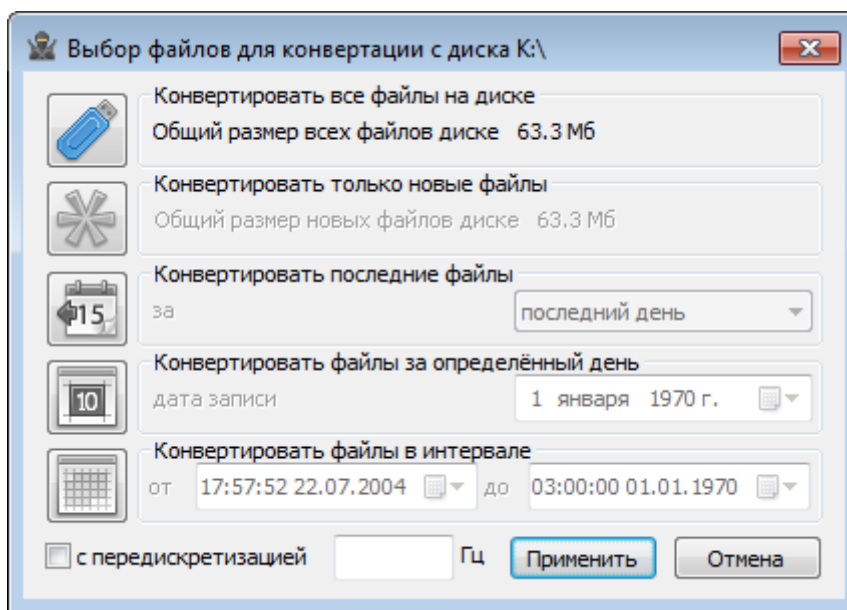 Выбор файлов для конвертации с диска K:\
Конвертировать все файлы на диске
Общий размер всех файлов диске 63.3 Мб
Конвертировать только новые файлы
Общий размер новых файлов диске 63.3 Мб
Конвертировать последние файлы
15
за последний день
Конвертировать файлы за определённый день
10
дата записи 1 января 1970 г.
Конвертировать файлы в интервале
от 17:57:52 22.07.2004 до 03:00:00 01.01.1970
с передискретизацией Гц Применить Отмена